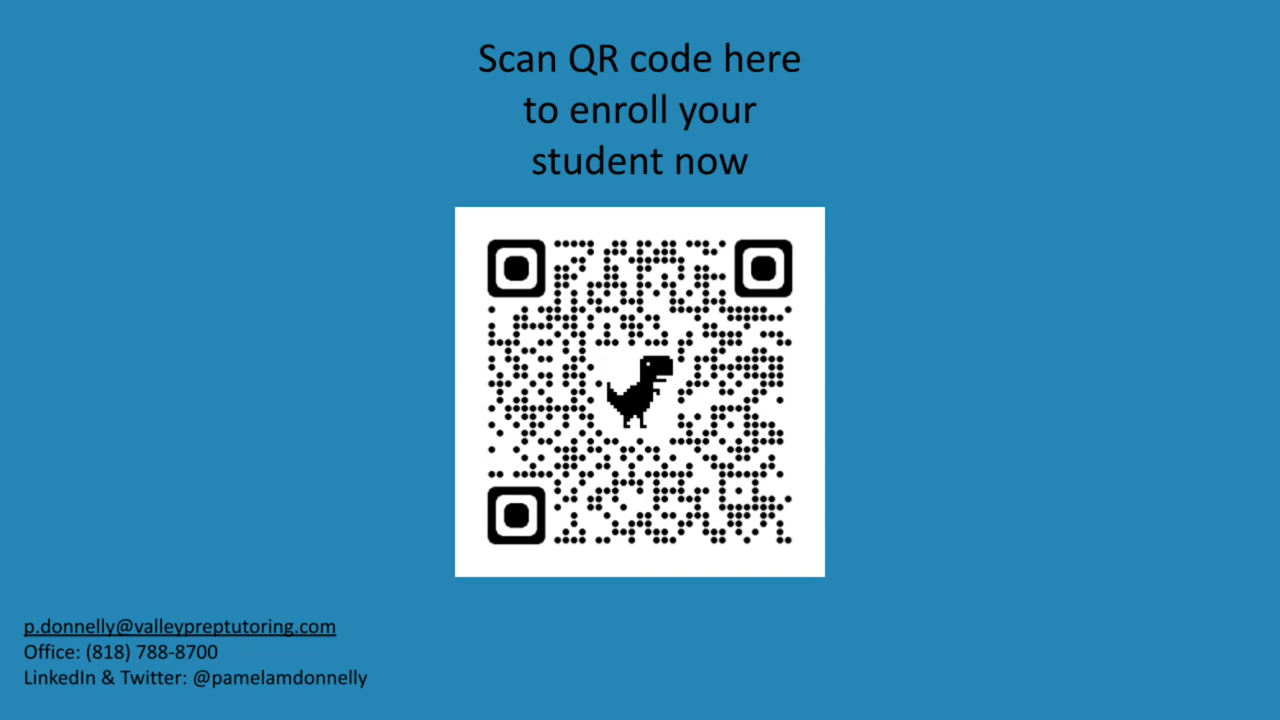 Scan QR code here
to enroll your
student now
p.donnelly@valleypreptutoring.com
Office: (818) 788-8700
LinkedIn & Twitter: @pamelamdonnelly